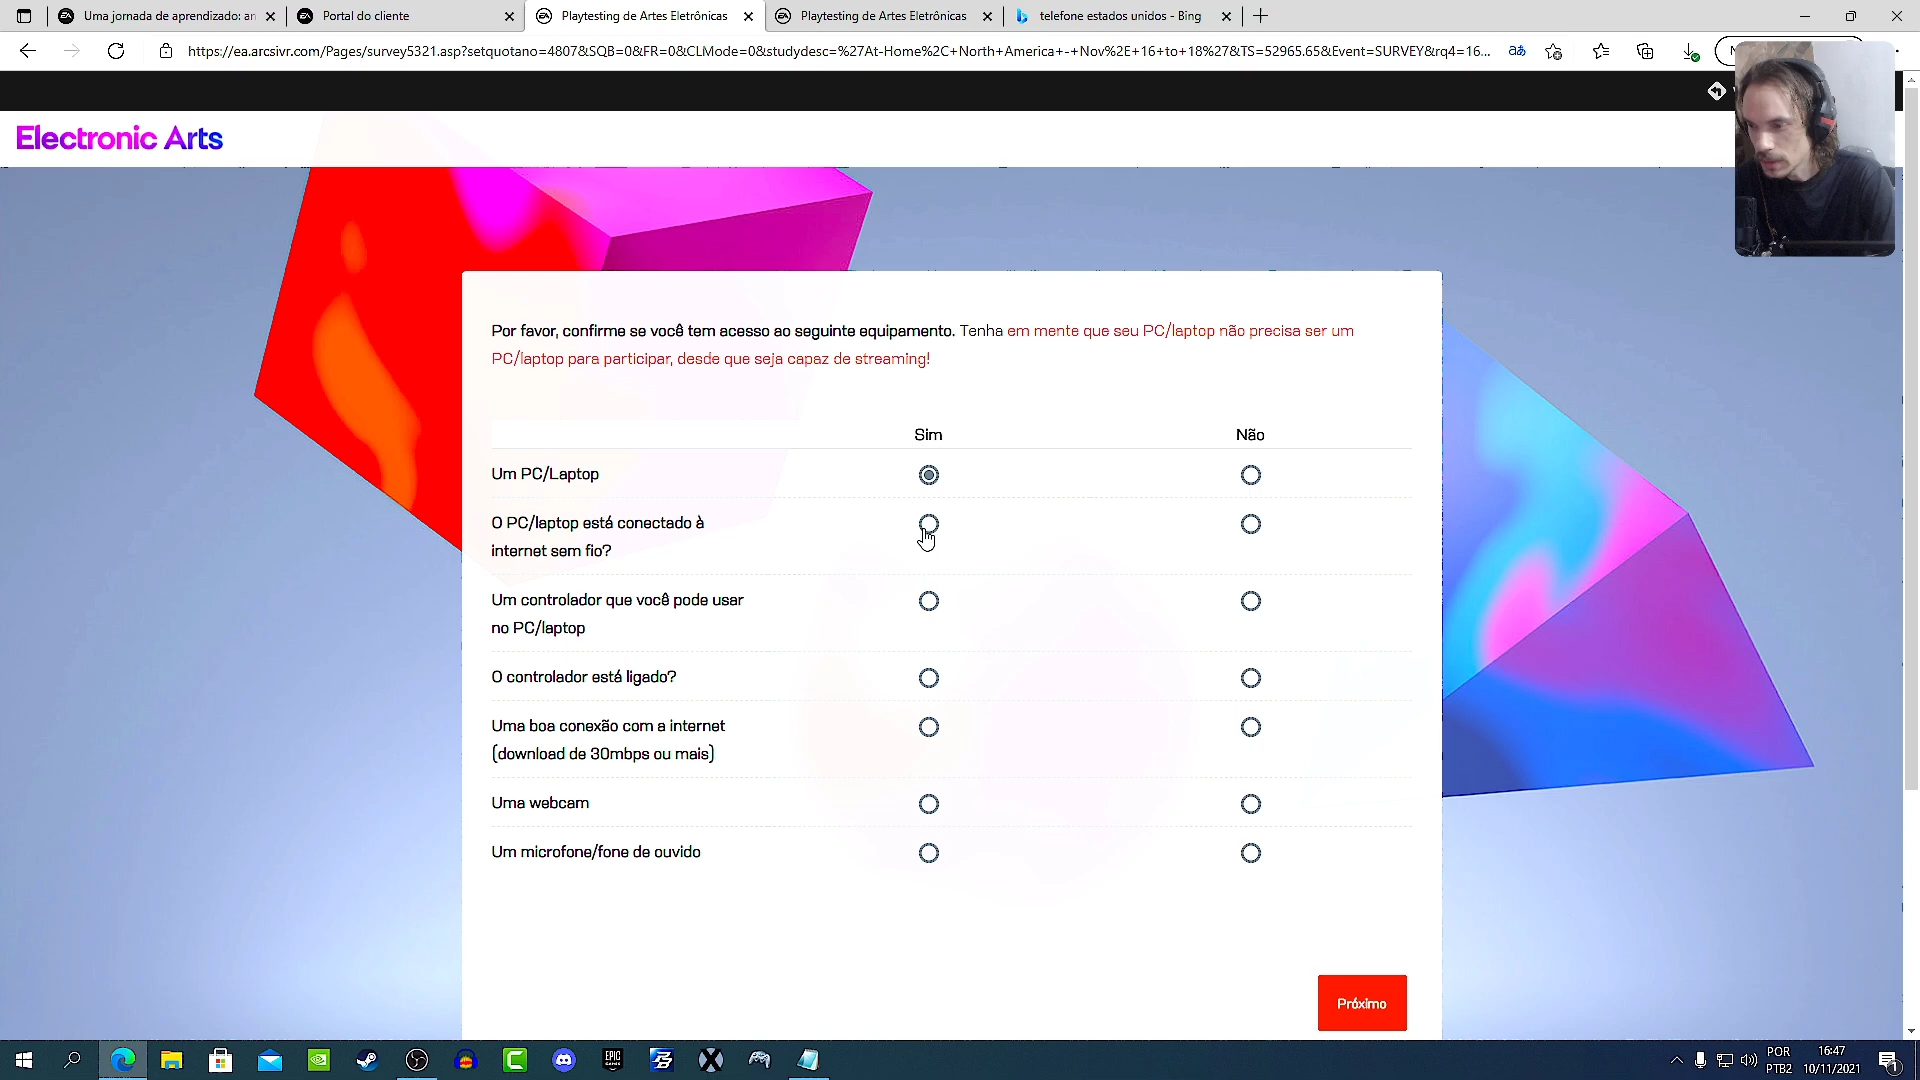 Uma jornada de aprendizado: ar
Portal do cliente
Playtesting de Artes Eletrônicas
Playtesting de Artes Eletrônicas
telefone estados unidos - Bing
https://ea.arcsivr.com/Pages/survey5321.asp?setquotano=4807&SQB=0&FR=0&CLMode=0&studydesc=%27At-Home%2C+North+America+-+Nov%2E+16+to+18%27&TS=52965.65&Event=SURVEY&rq4=16...
Electronic Arts
Por favor, confirme se você tem acesso ao seguinte equipamento. Tenha em mente que seu PC/laptop não precisa ser um
PC/laptop para participar, desde que seja capaz de streaming!
Sim Não
Um PC/Laptop
O PC/laptop está conectado à
internet sem fio?
Um controlador que você pode usar
no PC/laptop
O controlador está ligado?
Uma boa conexão com a internet
(download de 30mbps ou mais)
Uma webcam
Um microfone/fone de ouvido
Próximo
EPIC
GAMES
POR
PTB2
16:47
10/11/2021
1